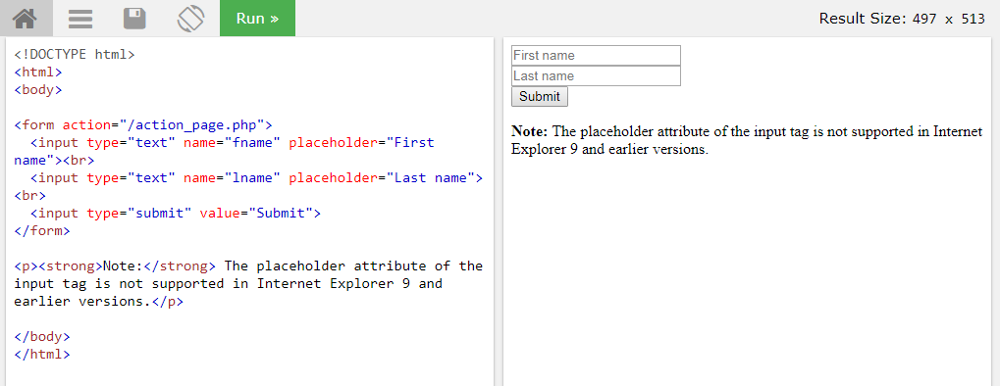 Run »
Result Size: 497 x 513
<!DOCTYPE html>
<html>
<body>
<form action="/action_page.php">
<input type="text" name="fname" placeholder="First
name"><br>
<input type="text" name="lname" placeholder="Last name">
<br>
<input type="submit" value="Submit">
</form>
<p><strong>Note:</strong> The placeholder attribute of the
input tag is not supported in Internet Explorer 9 and
earlier versions.</p>
</body>
</html>
First name
Last name
Submit
Note: The placeholder attribute of the input tag is not supported in Internet
Explorer 9 and earlier versions.